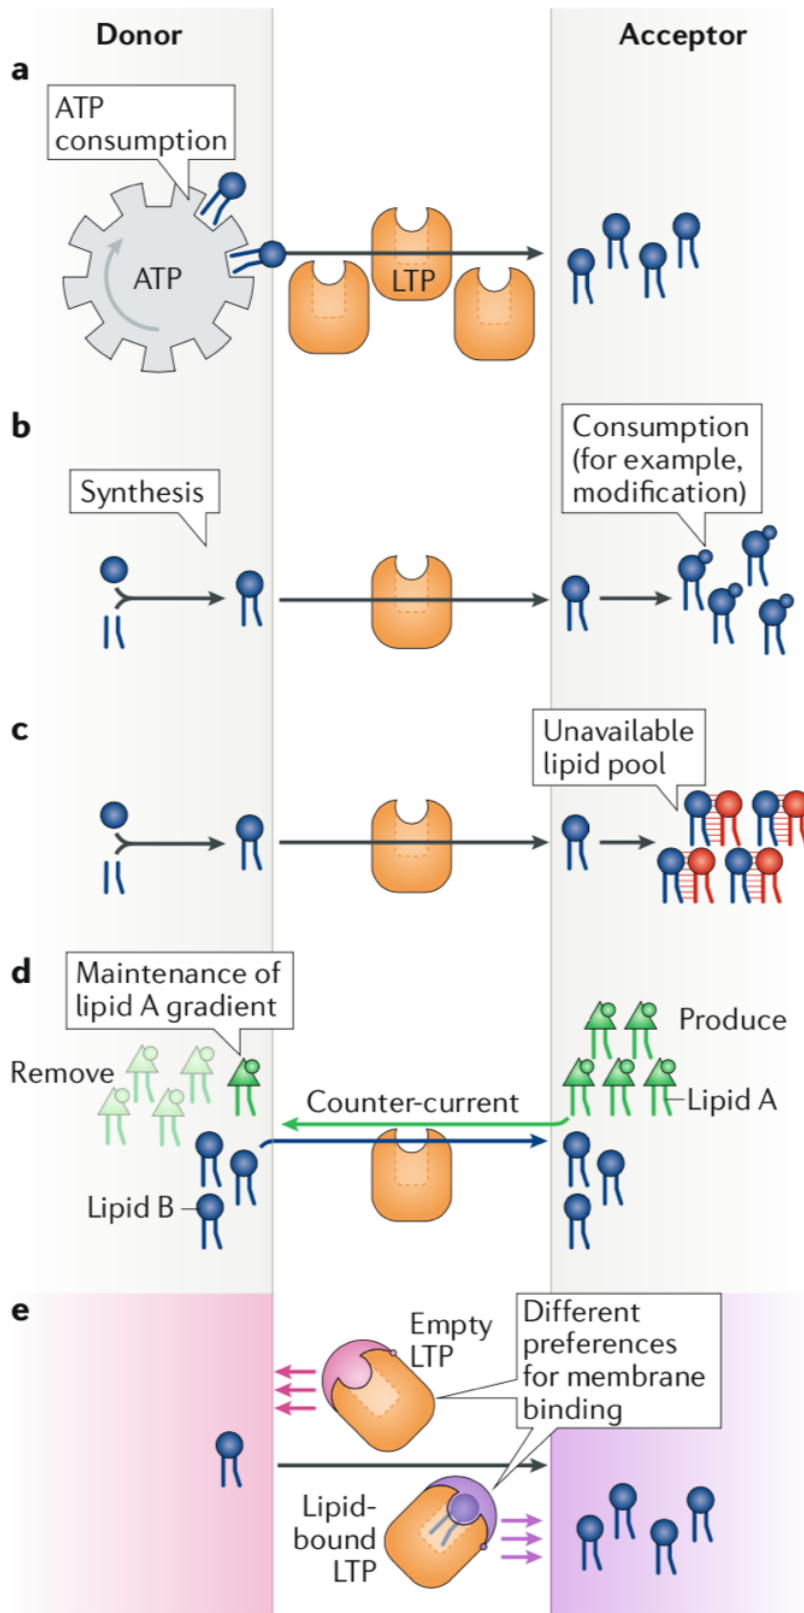 Donor
Acceptor
a
ATP
consumption
ATP
LTP
b
Synthesis
Consumption
(for example,
modification)
c
Unavailable
lipid pool
d
Maintenance of
lipid A gradient
Remove
Produce
Counter-current
Lipid A
Lipid B
e
Empty
LTP
Different
preferences
for membrane
binding
Lipid-
bound
LTP